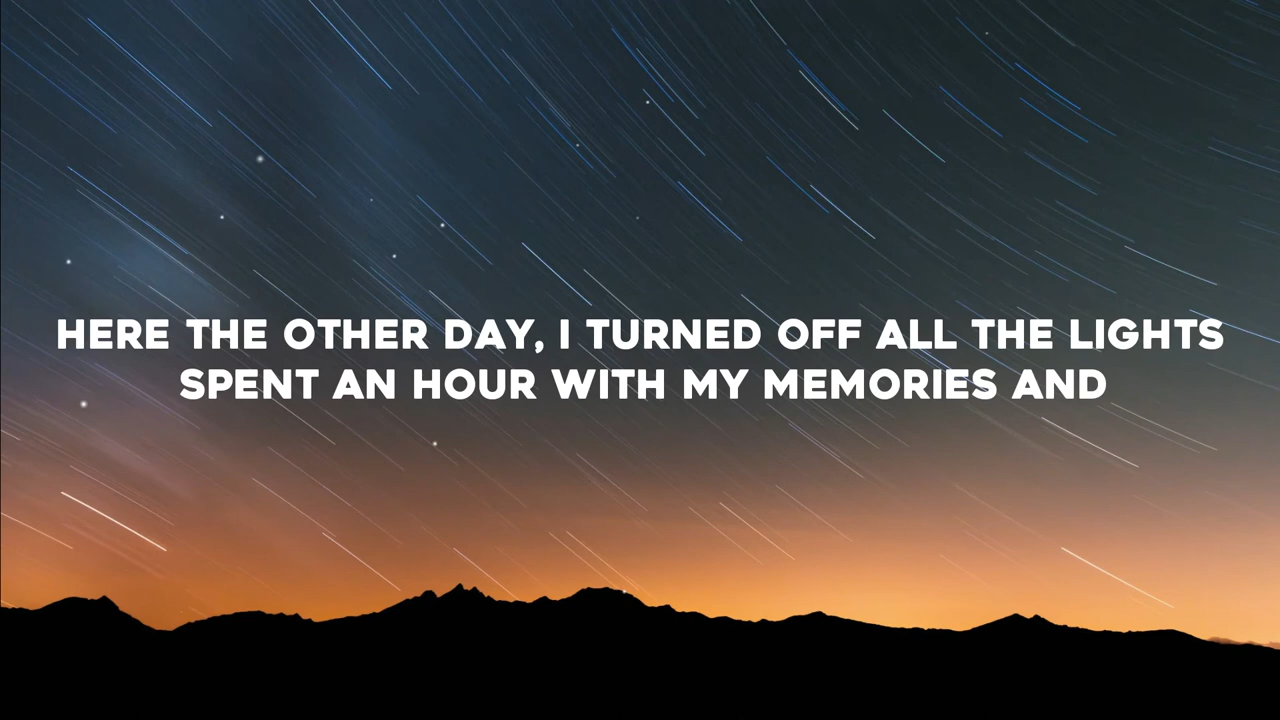 HERE THE OTHER DAY, I TURNED OFF ALL THE LIGHTS
SPENT AN HOUR WITH MY MEMORIES AND